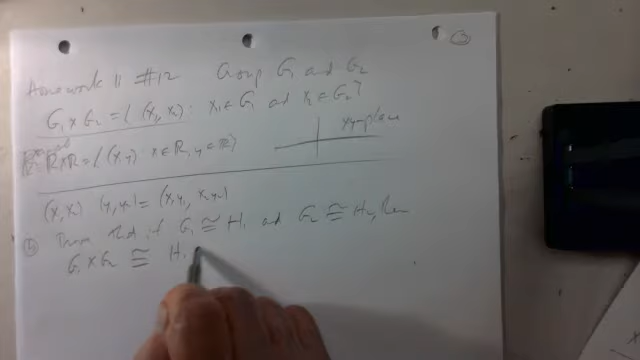 ③
Homework 11 #12 Group G₁ and G₂
G₁ × G₂ = { (x₁, x₂) : x₁ ∈ G₁ and x₂ ∈ G₂ }
R×R = { (x, y) x ∈ R, y ∈ R } xy-plane
(x₁, x₂) (y₁, y₂) = (x₁y₁, x₂y₂)
Prove that if G₁ ≅ H₁ and G₂ ≅ H₂, then
G₁ × G₂ ≅ H₁